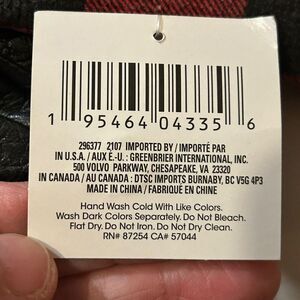 1 95464 04335 6
296377 2107 IMPORTED BY / IMPORTÉ PAR
IN U.S.A. / AUX É.-U. : GREENBRIER INTERNATIONAL, INC.
500 VOLVO PARKWAY, CHESAPEAKE, VA 23320
IN CANADA / AU CANADA : DTSC IMPORTS BURNABY, BC V5G 4P3
MADE IN CHINA / FABRIQUÉ EN CHINE
Hand Wash Cold With Like Colors.
Wash Dark Colors Separately. Do Not Bleach.
Flat Dry. Do Not Iron. Do Not Dry Clean.
RN# 87254 CA# 57044